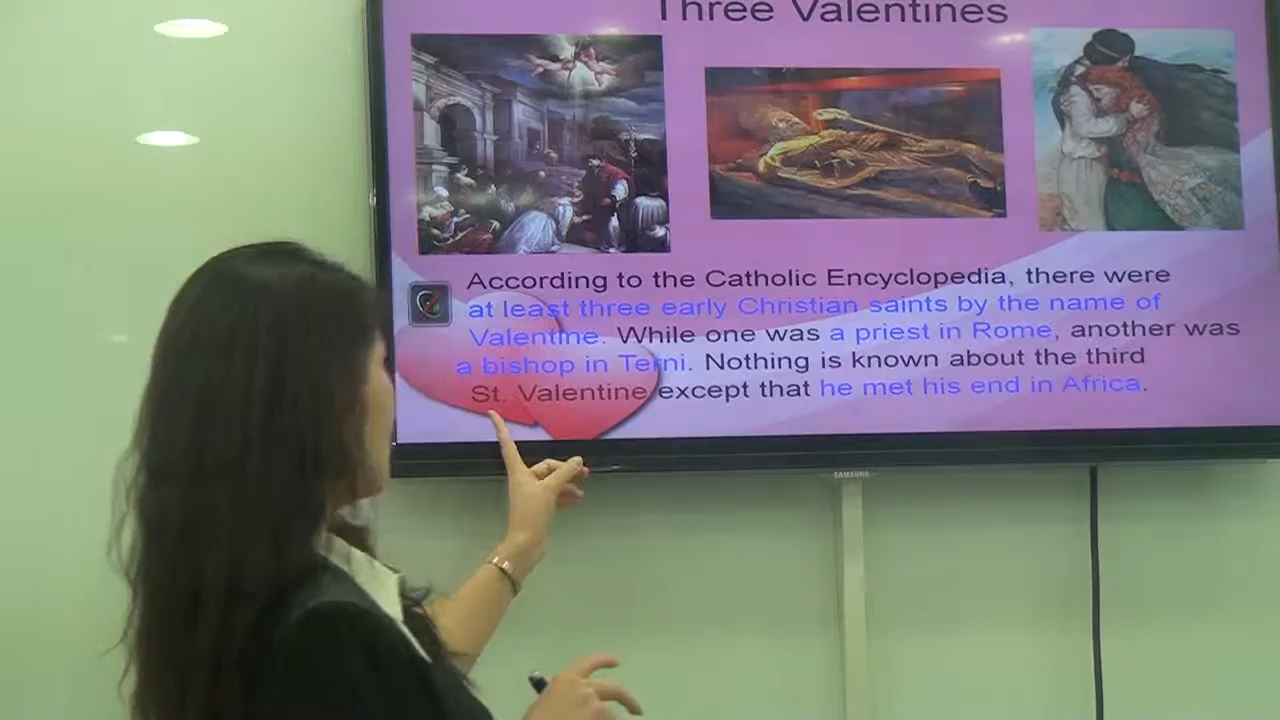 Three Valentines
According to the Catholic Encyclopedia, there were
at least three early Christian saints by the name of
Valentine. While one was a priest in Rome, another was
a bishop in Terni. Nothing is known about the third
St. Valentine except that he met his end in Africa.
SAMSUNG